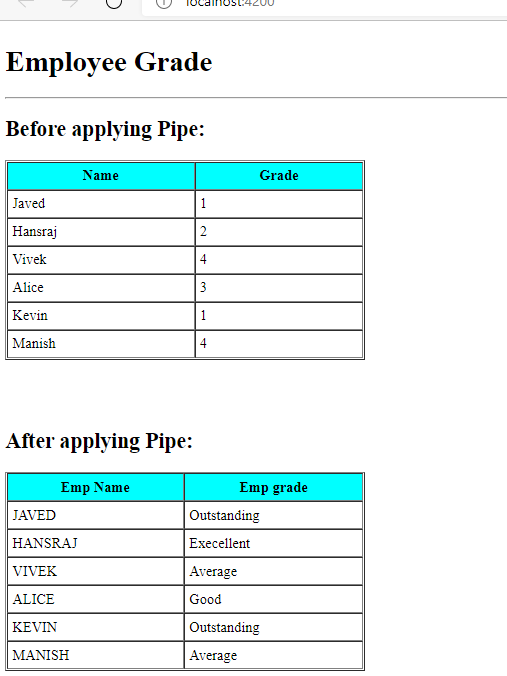 localhost:4200
Employee Grade
Before applying Pipe:
Name Grade
Javed 1
Hansraj 2
Vivek 4
Alice 3
Kevin 1
Manish 4
After applying Pipe:
Emp Name Emp grade
JAVED Outstanding
HANSRAJ Execellent
VIVEK Average
ALICE Good
KEVIN Outstanding
MANISH Average